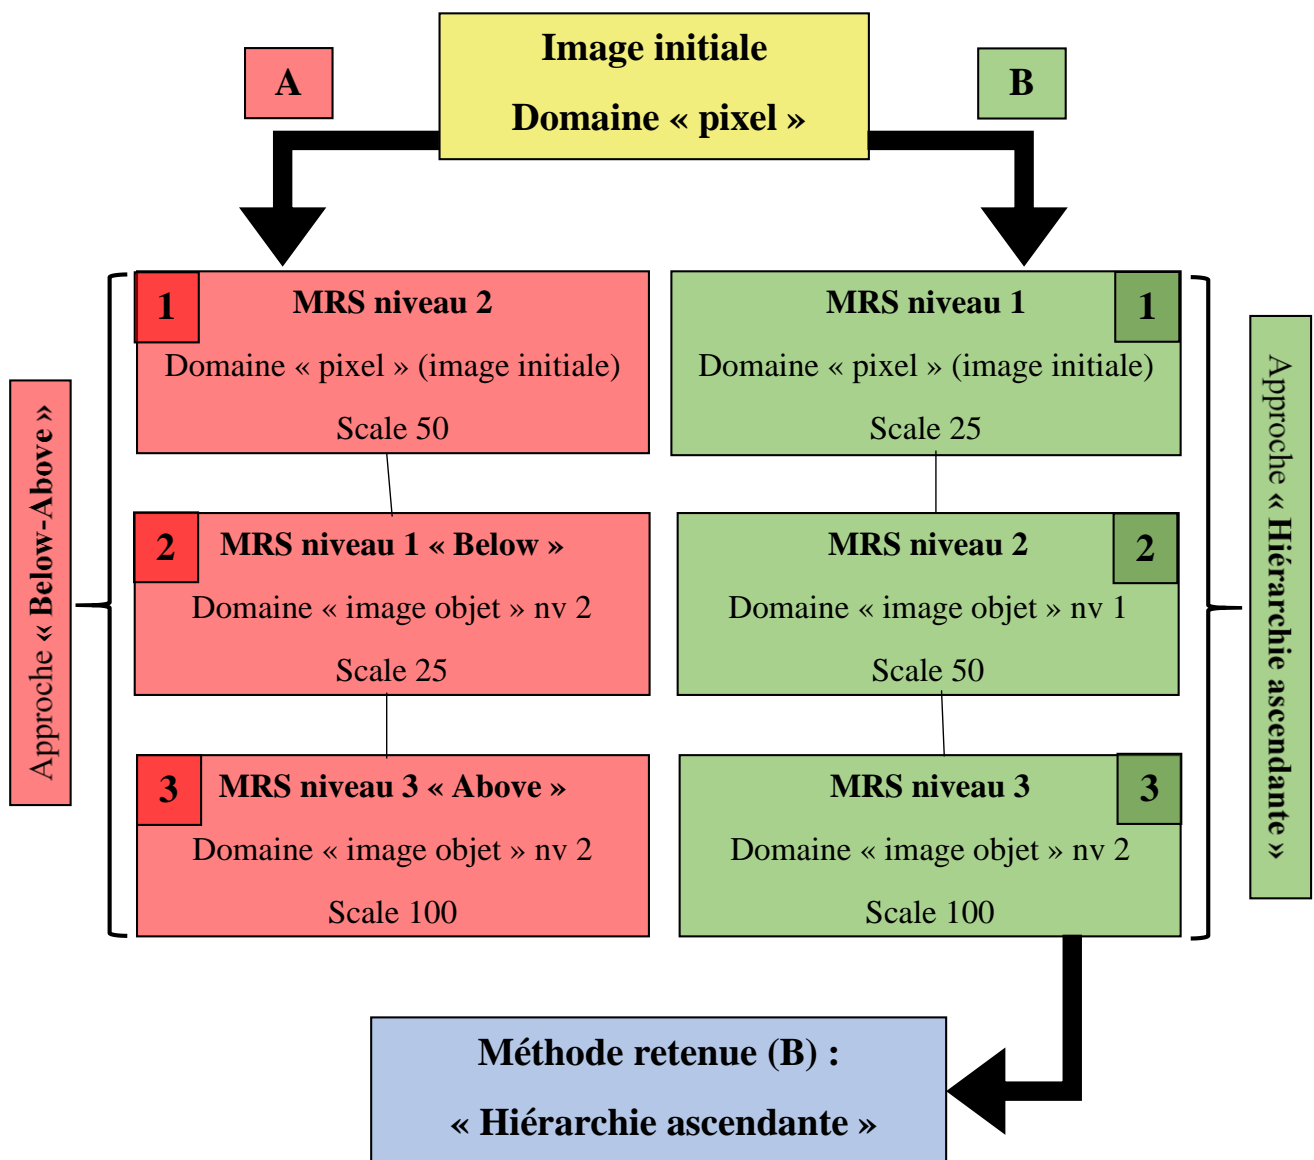 Image initiale
Domaine « pixel »
A
B
Approche « Below-Above »
1
MRS niveau 2
Domaine « pixel » (image initiale)
Scale 50
2
MRS niveau 1 « Below »
Domaine « image objet » nv 2
Scale 25
3
MRS niveau 3 « Above »
Domaine « image objet » nv 2
Scale 100
MRS niveau 1
1
Domaine « pixel » (image initiale)
Scale 25
MRS niveau 2
2
Domaine « image objet » nv 1
Scale 50
MRS niveau 3
3
Domaine « image objet » nv 2
Scale 100
Approche « Hiérarchie ascendante »
Méthode retenue (B) :
« Hiérarchie ascendante »